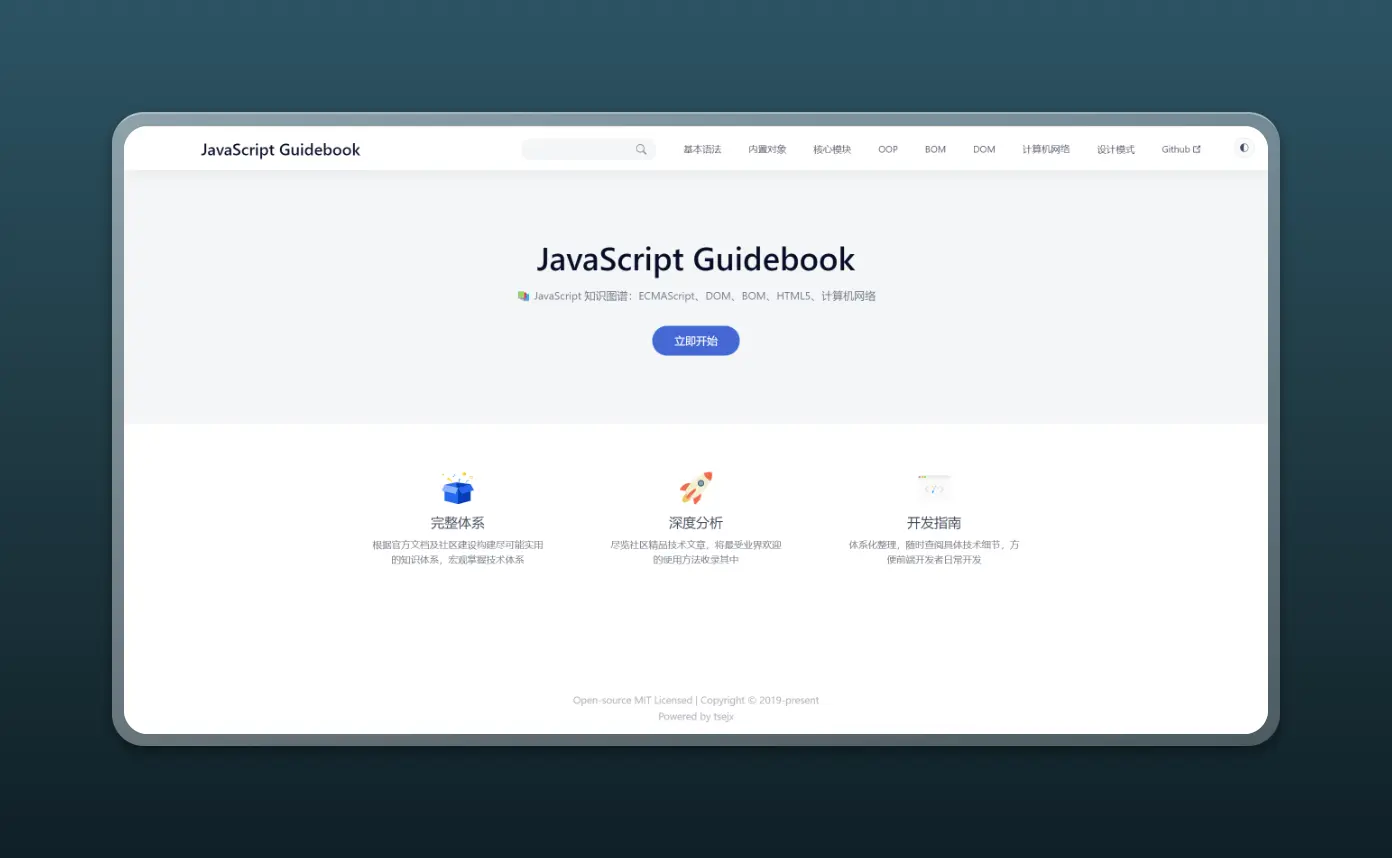 JavaScript Guidebook
基本语法
内置对象
核心模块
OOP
BOM
DOM
计算机网络
设计模式
Github
JavaScript Guidebook
JavaScript 知识图谱：ECMAScript、DOM、BOM、HTML5、计算机网络
立即开始
完整体系
根据官方文档及社区建设构建尽可能实用
的知识体系，宏观掌握技术体系
深度分析
尽览社区精品技术文章，将最受业界欢迎
的使用方法收录其中
开发指南
体系化整理，随时查阅具体技术细节，方
便前端开发者日常开发
Open-source MIT Licensed | Copyright © 2019-present
Powered by tsejx